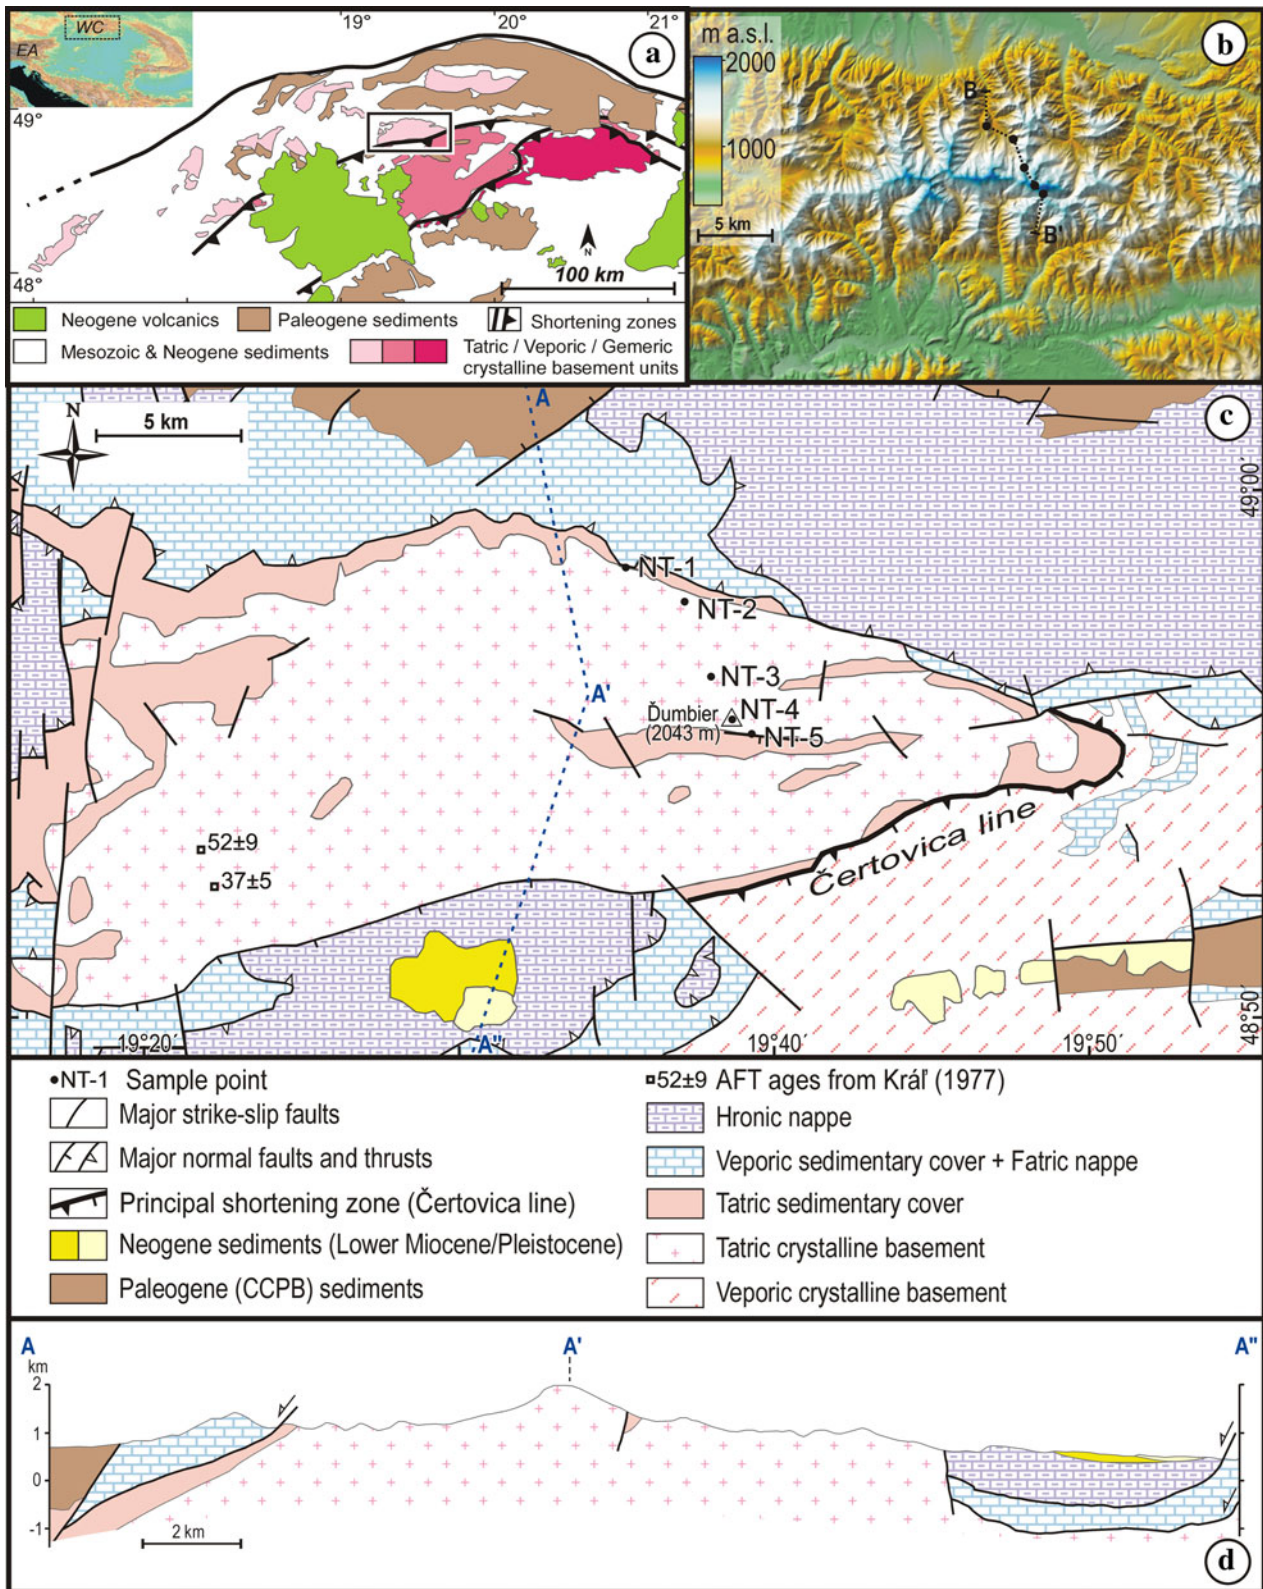 WC
EA
19°
20°
21°
a
49°
48°
N
100 km
Neogene volcanics
Paleogene sediments
Shortening zones
Mesozoic & Neogene sediments
Tatric / Veporic / Gemeric
crystalline basement units
b
m a.s.l.
2000
1000
5 km
B
B'
c
N
5 km
A
49°00´
NT-1
NT-2
NT-3
NT-4
Ďumbier
(2043 m)
NT-5
A'
52±9
37±5
Čertovica line
A"
19°20´
19°40´
19°50´
48°50´
NT-1 Sample point
Major strike-slip faults
Major normal faults and thrusts
Principal shortening zone (Čertovica line)
Neogene sediments (Lower Miocene/Pleistocene)
Paleogene (CCPB) sediments
52±9 AFT ages from Kráľ (1977)
Hronic nappe
Veporic sedimentary cover + Fatric nappe
Tatric sedimentary cover
Tatric crystalline basement
Veporic crystalline basement
A
A'
A"
km
2
1
0
-1
2 km
d